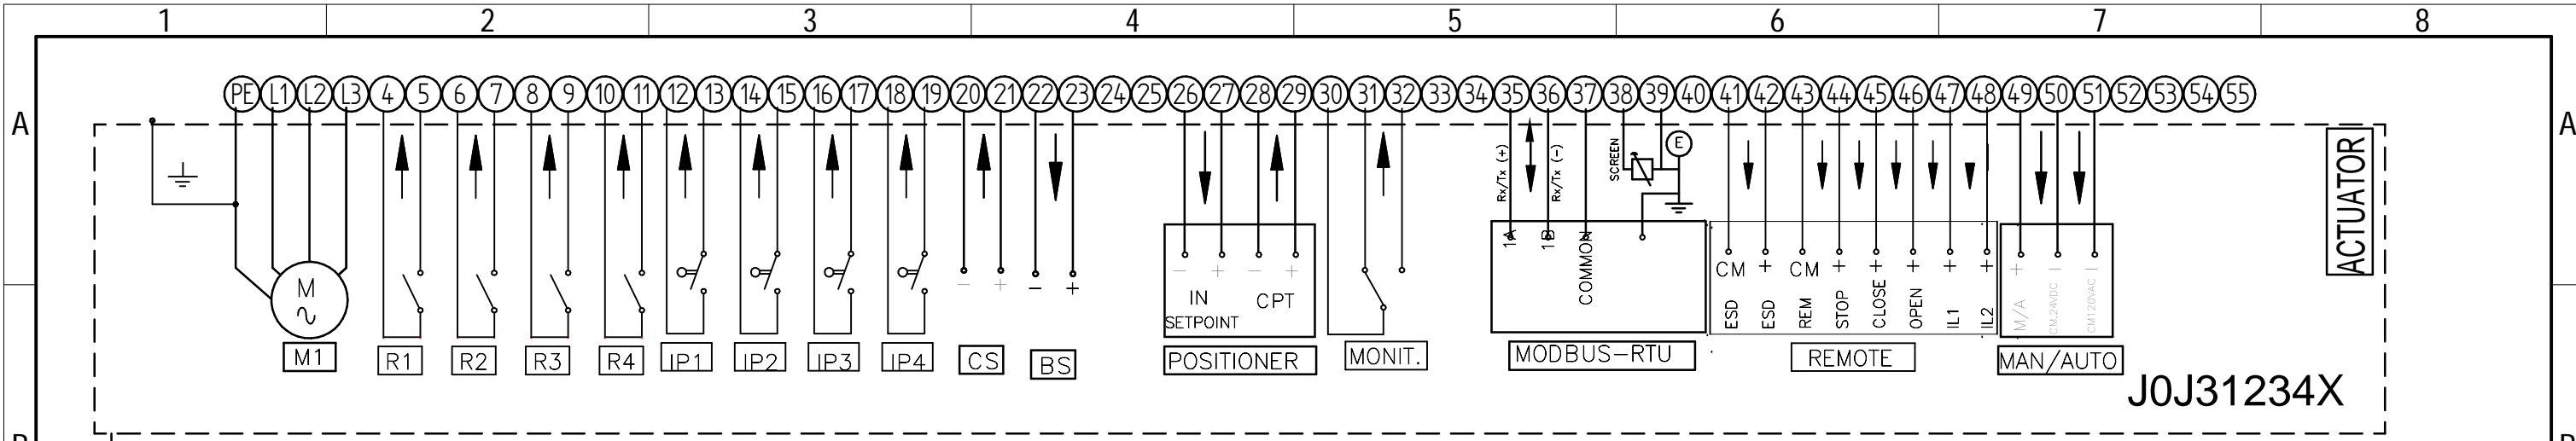 1 2 3 4 5 6 7 8
PE L1 L2 L3 4 5 6 7 8 9 10 11 12 13 14 15 16 17 18 19 20 21 22 23 24 25 26 27 28 29 30 31 32 33 34 35 36 37 38 39 40 41 42 43 44 45 46 47 48 49 50 51 52 53 54 55
A A
ACTUATOR
Rx/Tx (+)
Rx/Tx (-)
SCREEN
E
1A
1B
COMMON
- + - + - + - +
CM + CM + + + + +
+ - -
M
IN CPT
SETPOINT
ESD
ESD
REM
STOP
CLOSE
OPEN
IL1
IL2
M/A
CM.24VDC
CM120VAC
M1 R1 R2 R3 R4 IP1 IP2 IP3 IP4 CS BS POSITIONER MONIT. MODBUS-RTU REMOTE MAN/AUTO
J0J31234X